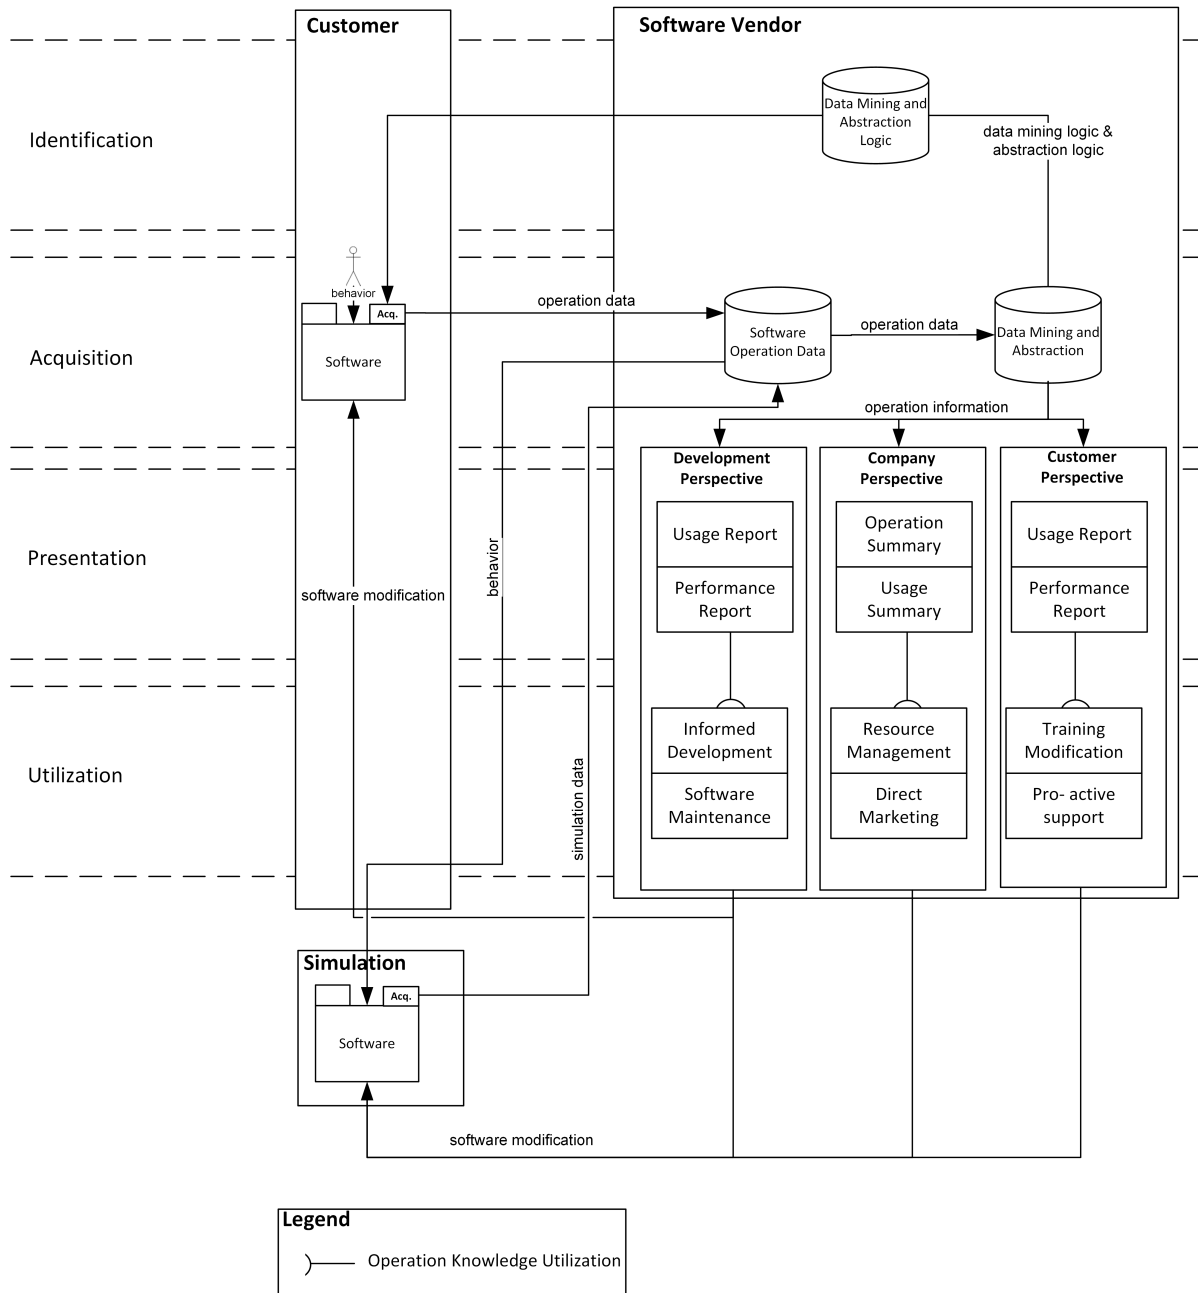 Customer
Software Vendor
Identification
Data Mining and
Abstraction
Logic
data mining logic &
abstraction logic
behavior
Acq.
operation data
Acquisition
Software
Software
Operation Data
operation data
Data Mining and
Abstraction
operation information
Development
Perspective
Company
Perspective
Customer
Perspective
Presentation
Usage Report
Performance
Report
Operation
Summary
Usage
Summary
Usage Report
Performance
Report
software modification
behavior
Utilization
simulation data
Informed
Development
Software
Maintenance
Resource
Management
Direct
Marketing
Training
Modification
Pro- active
support
Simulation
Acq.
Software
software modification
Legend
Operation Knowledge Utilization